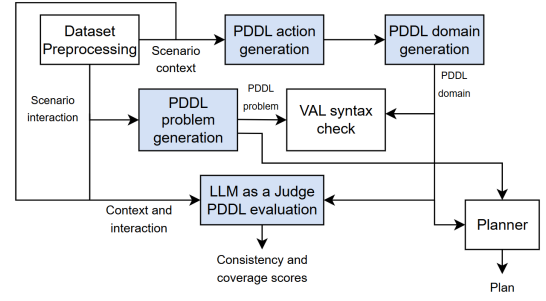 Dataset
Preprocessing
PDDL action
generation
PDDL domain
generation
Scenario
context
PDDL
domain
Scenario
interaction
PDDL
problem
generation
PDDL
problem
VAL syntax
check
LLM as a Judge
PDDL evaluation
Context and
interaction
Planner
Consistency and
coverage scores
Plan